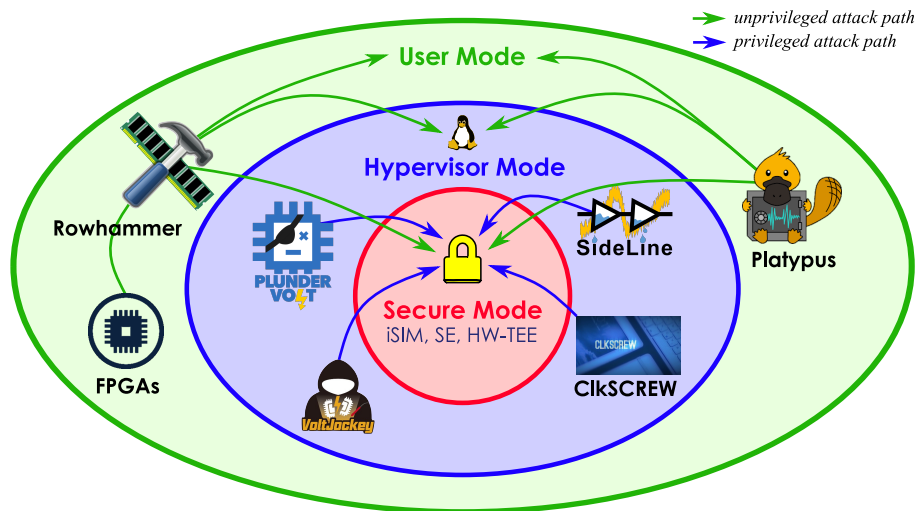 unprivileged attack path
privileged attack path
User Mode
Hypervisor Mode
Rowhammer
SideLine
Platypus
PLUNDER
VOLT
Secure Mode
iSIM, SE, HW-TEE
CLKSCREW
FPGAs
ClkSCREW
VoltJockey